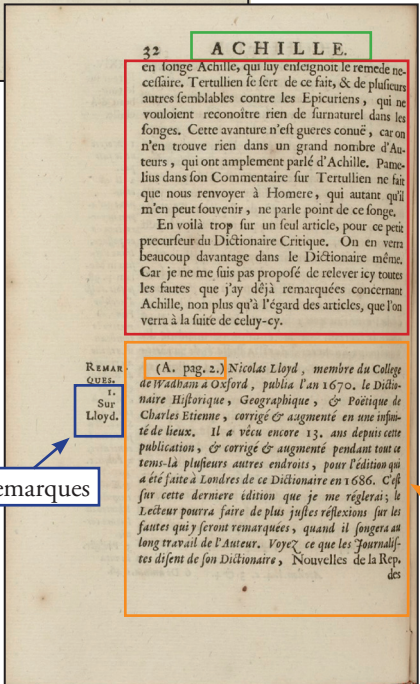 32 ACHILLE.
en ſonge Achille, qui luy enſeignoit le remede ne-
ceſſaire. Tertullien ſe ſert de ce fait, & de pluſieurs
autres ſemblables contre les Epicuriens, qui ne
vouloient reconoître rien de ſurnaturel dans les
ſonges. Cette avanture n'eſt gueres conuë, car on
n'en trouve rien dans un grand nombre d'Au-
teurs, qui ont amplement parlé d'Achille. Pame-
lius dans ſon Commentaire ſur Tertullien ne fait
que nous renvoyer à Homere, qui autant qu'il
m'en peut ſouvenir, ne parle point de ce ſonge.
En voilà trop ſur un ſeul article, pour ce petit
precurſeur du Dictionaire Critique. On en verra
beaucoup davantage dans le Dictionaire même.
Car je ne me ſuis pas propoſé de relever icy toutes
les fautes que j'ay déjà remarquées concernant
Achille, non plus qu'à l'égard des articles, que l'on
verra à la ſuite de celuy-cy.
REMAR-
QUES.
I.
Sur
Lloyd.
emarques
(A. pag. 2.) Nicolas Lloyd, membre du College
de Wadham à Oxford, publia l'an 1670. le Dictio-
naire Hiſtorique, Geographique, & Poëtique de
Charles Etienne, corrigé & augmenté en une infini-
té de lieux. Il a vécu encore 13. ans depuis cette
publication, & corrigé & augmenté pendant tout ce
tems-là pluſieurs autres endroits, pour l'édition qui
a été faite à Londres de ce Dictionaire en 1686. C'eſt
ſur cette derniere édition que je me réglerai; le
Lecteur pourra faire de plus juſtes réflexions ſur les
fautes qui y ſeront remarquées, quand il ſongera au
long travail de l'Auteur. Voyez ce que les Journaliſ-
tes diſent de ſon Dictionaire, Nouvelles de la Rep.
des